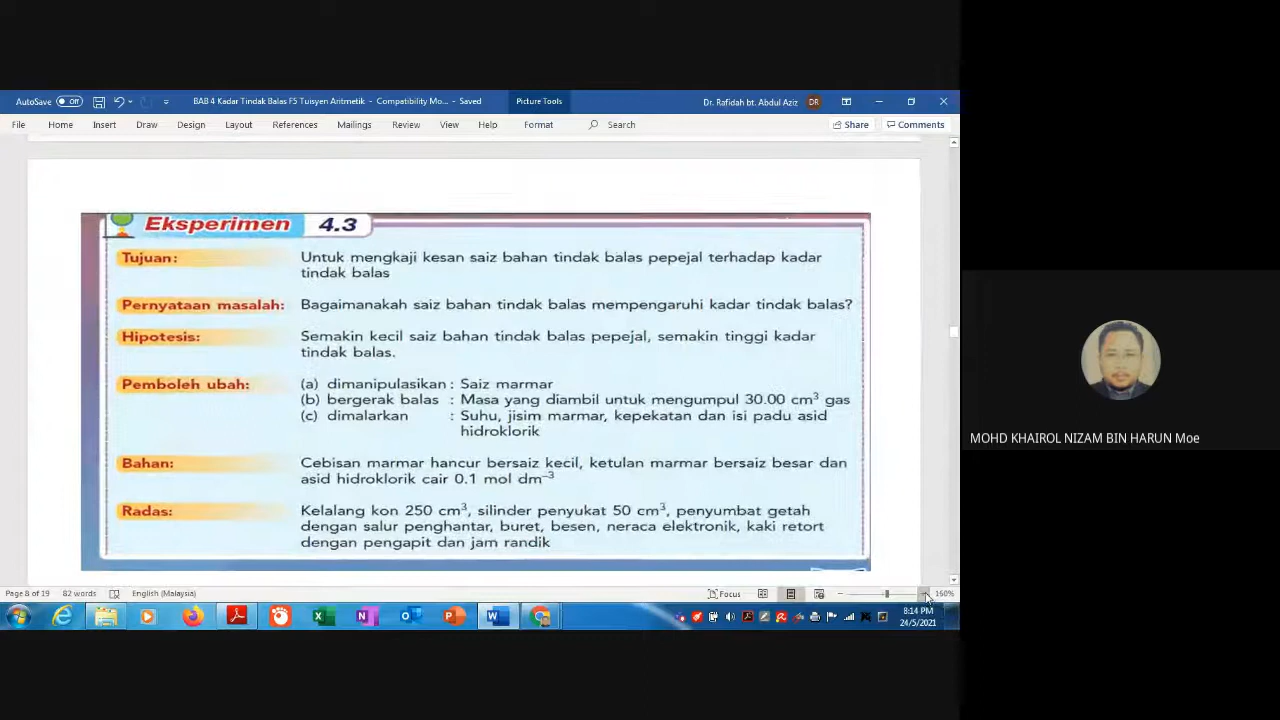 AutoSave Off
BAB 4 Kadar Tindak Balas F5 Tuisyen Aritmetik - Compatibility Mo... - Saved
Picture Tools
Dr. Rafidah bt. Abdul Aziz DR
File Home Insert Draw Design Layout References Mailings Review View Help Format Search Share Comments
Eksperimen 4.3
Tujuan: Untuk mengkaji kesan saiz bahan tindak balas pepejal terhadap kadar
tindak balas
Pernyataan masalah: Bagaimanakah saiz bahan tindak balas mempengaruhi kadar tindak balas?
Hipotesis: Semakin kecil saiz bahan tindak balas pepejal, semakin tinggi kadar
tindak balas.
Pemboleh ubah: (a) dimanipulasikan : Saiz marmar
(b) bergerak balas : Masa yang diambil untuk mengumpul 30.00 cm³ gas
(c) dimalarkan : Suhu, jisim marmar, kepekatan dan isi padu asid
hidroklorik
Bahan: Cebisan marmar hancur bersaiz kecil, ketulan marmar bersaiz besar dan
asid hidroklorik cair 0.1 mol dm⁻³
Radas: Kelalang kon 250 cm³, silinder penyukat 50 cm³, penyumbat getah
dengan salur penghantar, buret, besen, neraca elektronik, kaki retort
dengan pengapit dan jam randik
MOHD KHAIROL NIZAM BIN HARUN Moe
Page 8 of 19 82 words English (Malaysia) Focus 160%
8:14 PM
24/5/2021